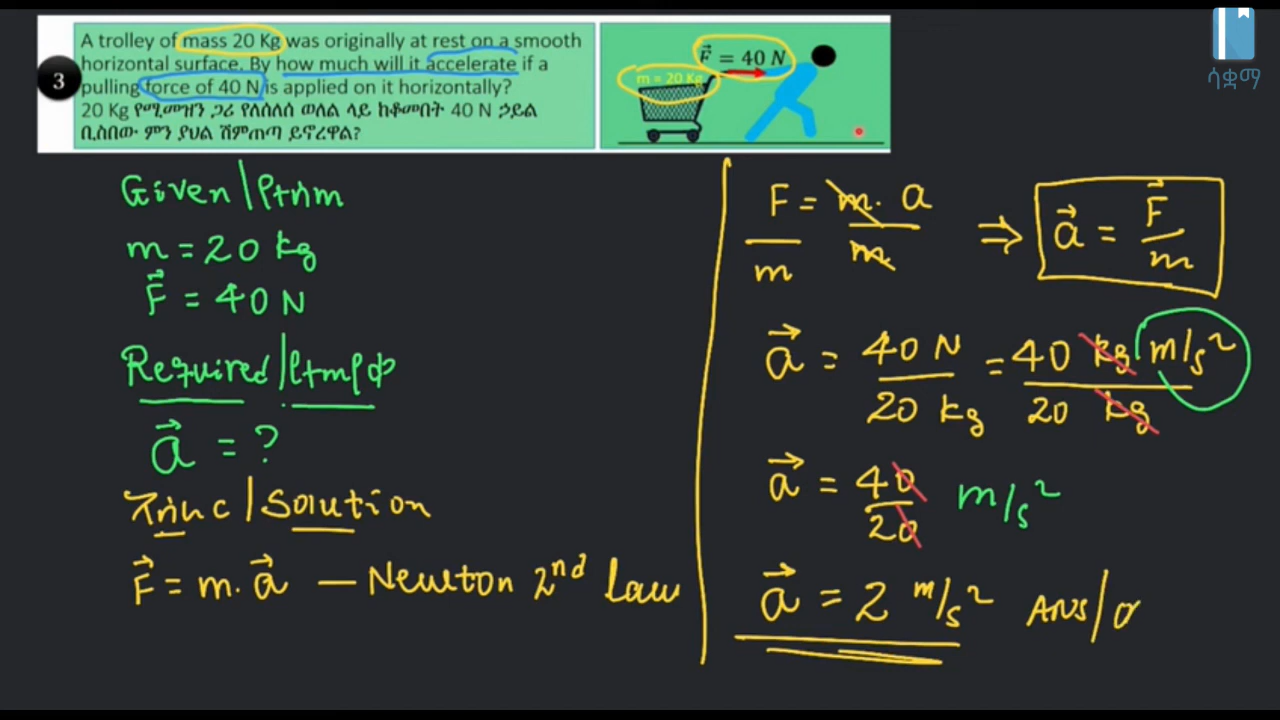 3
A trolley of mass 20 Kg was originally at rest on a smooth
horizontal surface. By how much will it accelerate if a
pulling force of 40 N is applied on it horizontally?
20 Kg የሚመዝን ጋሪ የለሰለሰ ወለል ላይ ከቆመበት 40 N ኃይል
ቢስበው ምን ያህል ሽምጠጣ ይኖረዋል?
F⃗ = 40 N
m = 20 Kg
ሳቋማ
Given/የተሰጠ
m = 20 kg
F⃗ = 40 N
Required/የተጠየቀ
a⃗ = ?
/Solution
F⃗ = m. a⃗ — Newton 2nd law
F/m = m. a/m ⇒ a⃗ = F⃗/m
a⃗ = 40 N/20 kg = 40 kg m/s²/20 kg
a⃗ = 40/20 m/s²
a⃗ = 2 m/s² Ans/